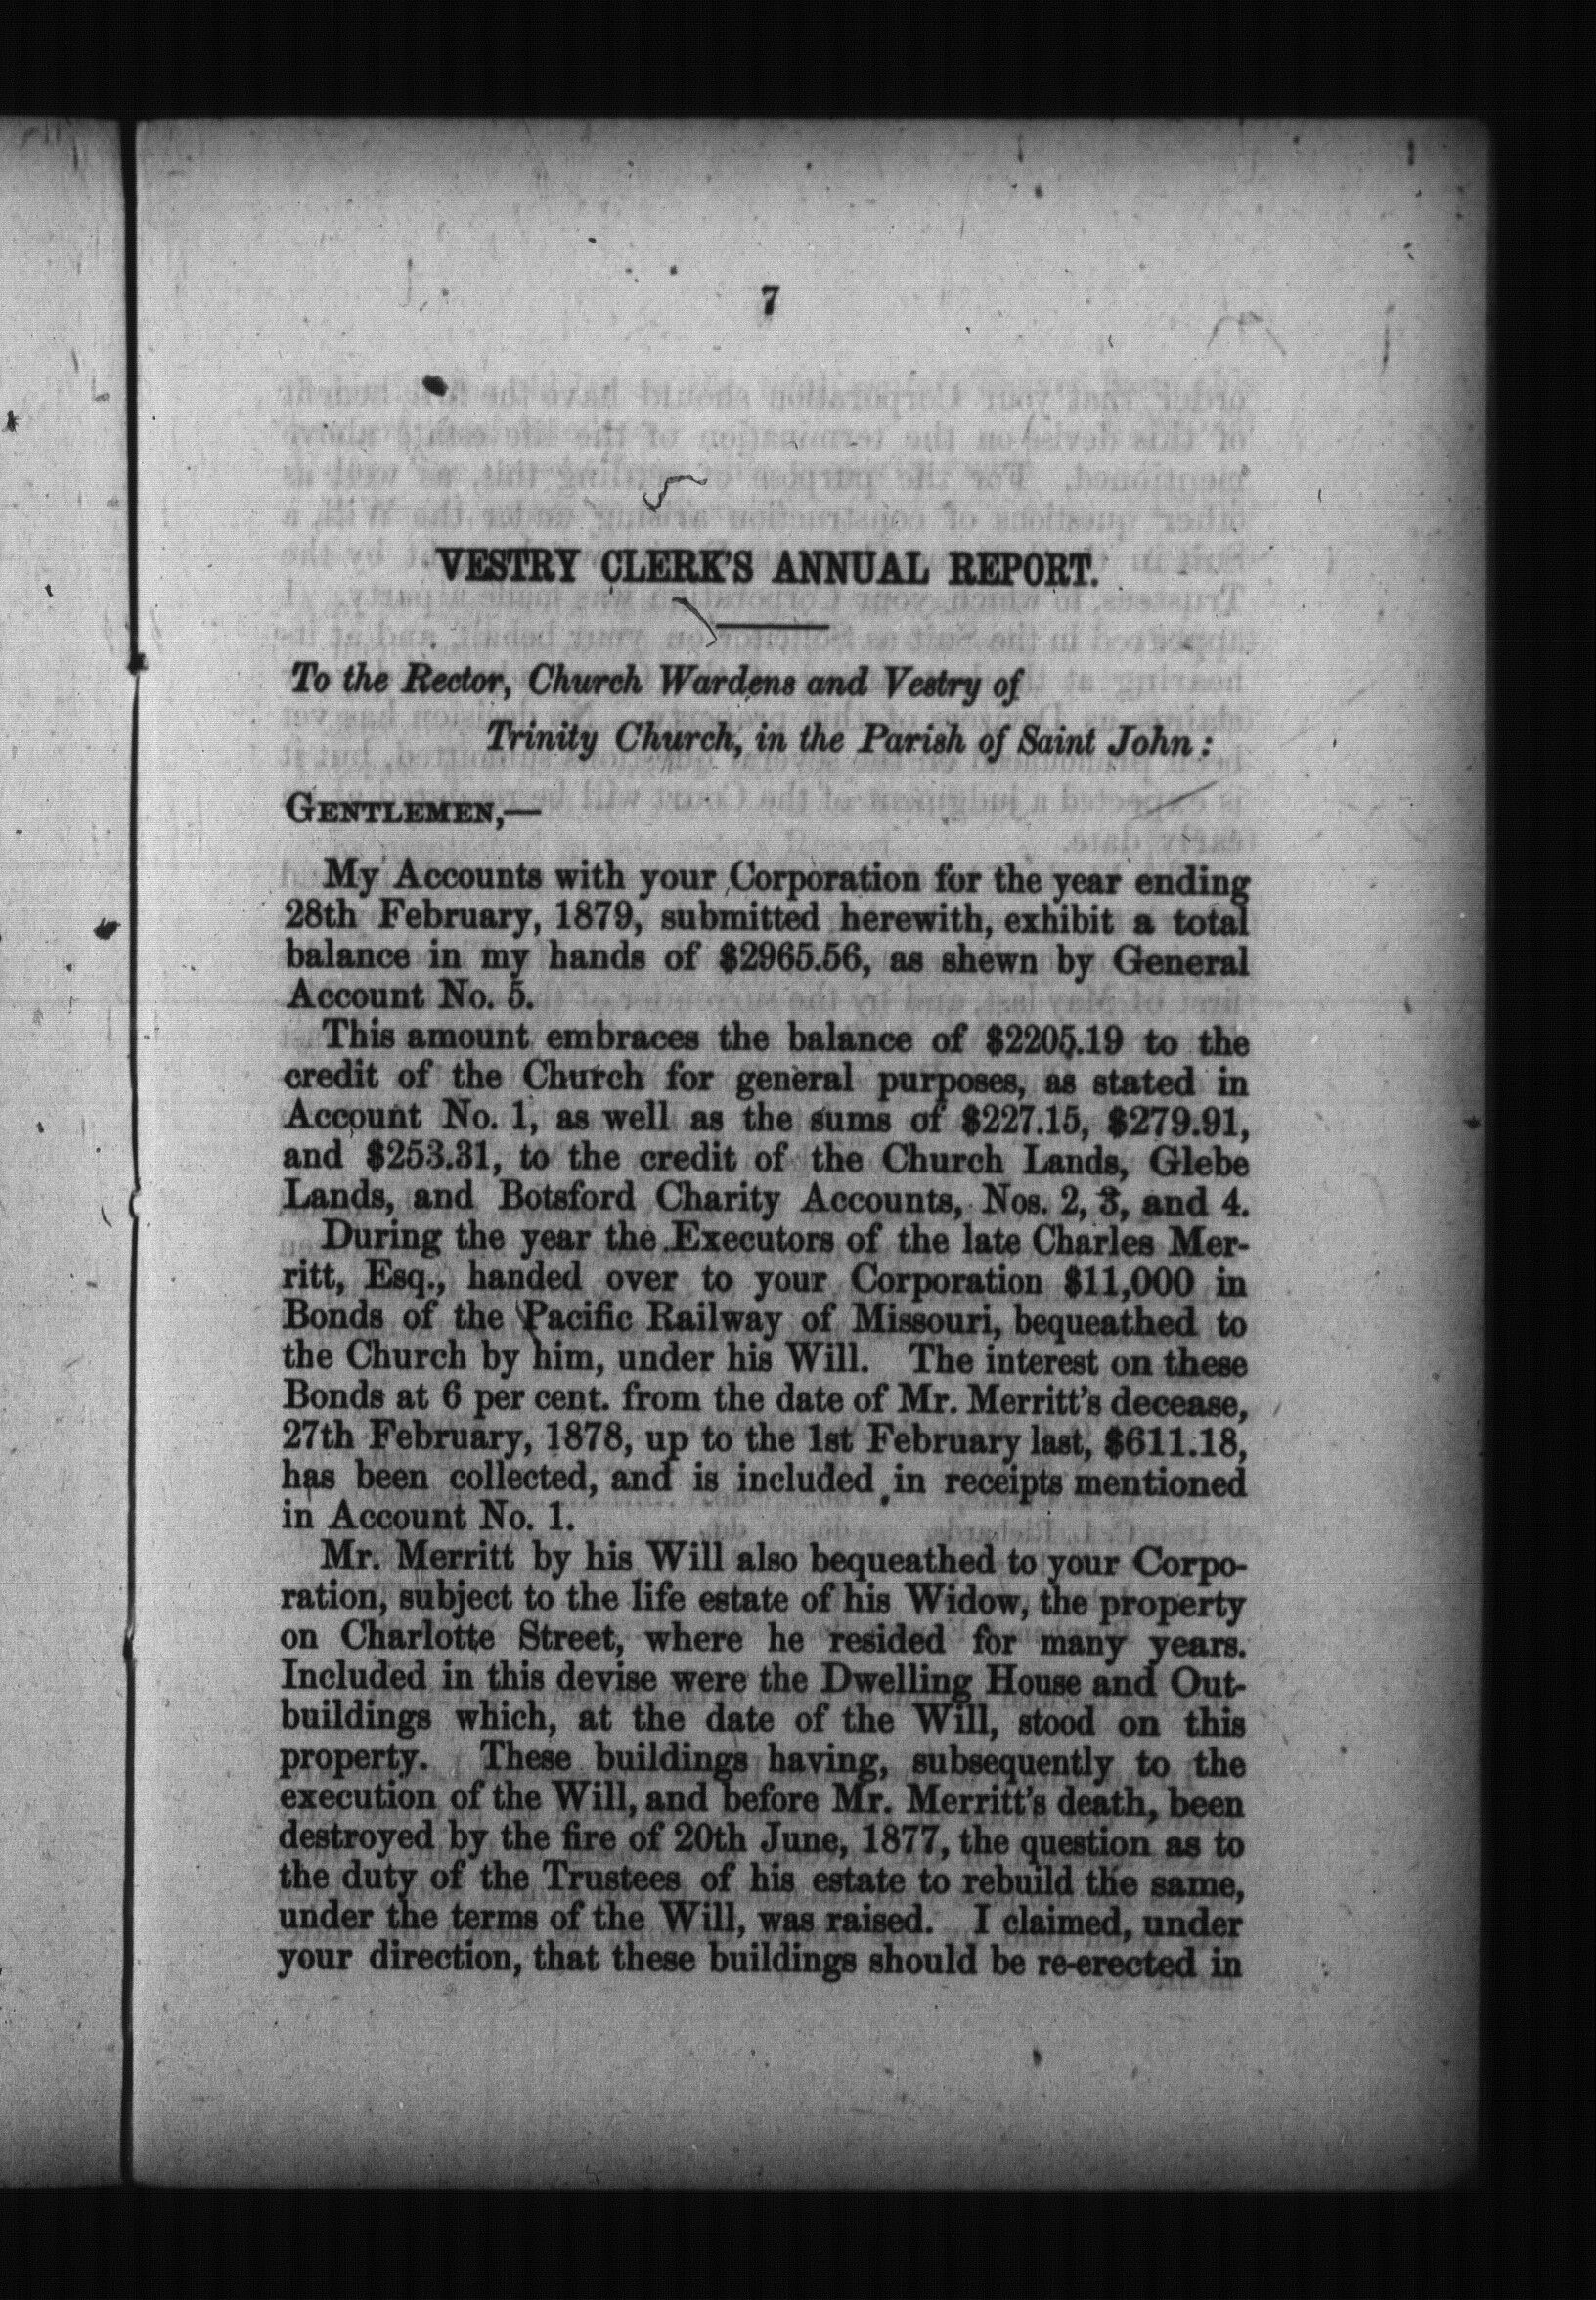 7
VESTRY CLERK'S ANNUAL REPORT.
To the Rector, Church Wardens and Vestry of
Trinity Church, in the Parish of Saint John:
GENTLEMEN,—
My Accounts with your Corporation for the year ending
28th February, 1879, submitted herewith, exhibit a total
balance in my hands of $2965.56, as shewn by General
Account No. 5.
This amount embraces the balance of $2205.19 to the
credit of the Church for general purposes, as stated in
Account No. 1, as well as the sums of $227.15, $279.91,
and $253.31, to the credit of the Church Lands, Glebe
Lands, and Botsford Charity Accounts, Nos. 2, 3, and 4.
During the year the Executors of the late Charles Mer-
ritt, Esq., handed over to your Corporation $11,000 in
Bonds of the Pacific Railway of Missouri, bequeathed to
the Church by him, under his Will. The interest on these
Bonds at 6 per cent. from the date of Mr. Merritt's decease,
27th February, 1878, up to the 1st February last, $611.18,
has been collected, and is included in receipts mentioned
in Account No. 1.
Mr. Merritt by his Will also bequeathed to your Corpo-
ration, subject to the life estate of his Widow, the property
on Charlotte Street, where he resided for many years.
Included in this devise were the Dwelling House and Out-
buildings which, at the date of the Will, stood on this
property. These buildings having, subsequently to the
execution of the Will, and before Mr. Merritt's death, been
destroyed by the fire of 20th June, 1877, the question as to
the duty of the Trustees of his estate to rebuild the same,
under the terms of the Will, was raised. I claimed, under
your direction, that these buildings should be re-erected in